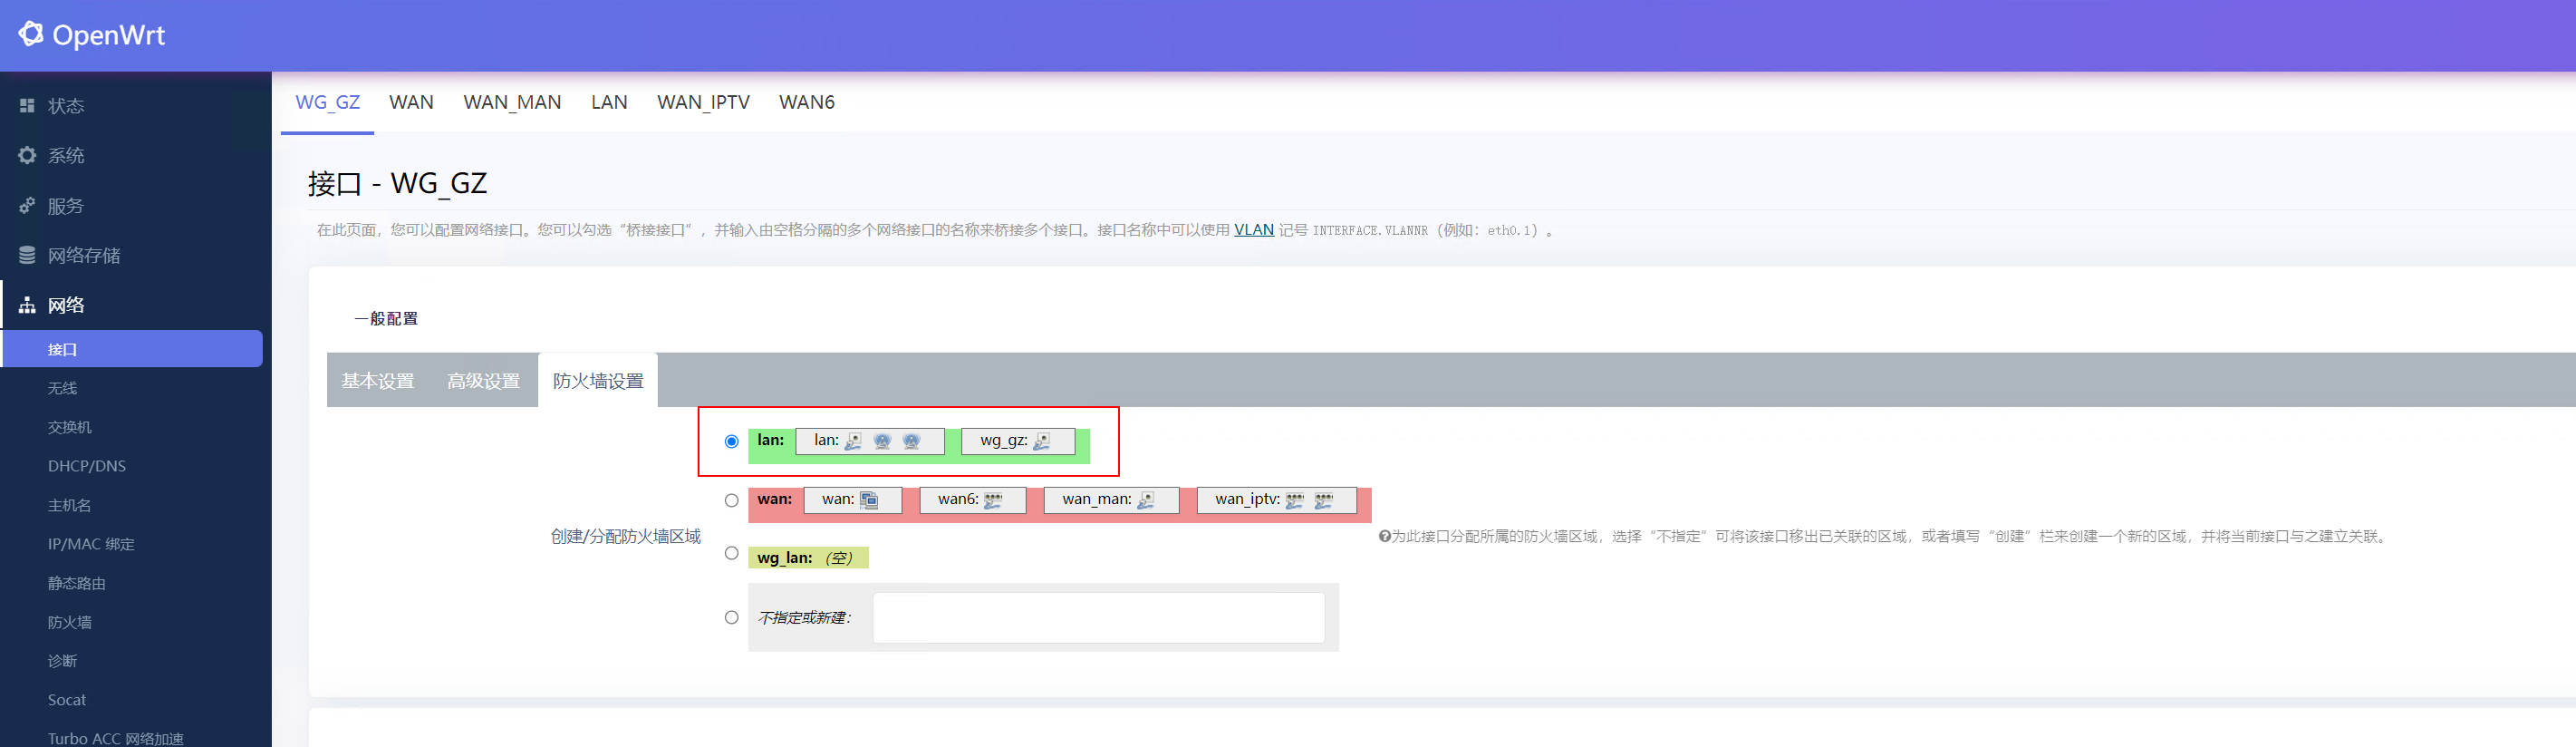 OpenWrt
状态
系统
服务
网络存储
网络
接口
无线
交换机
DHCP/DNS
主机名
IP/MAC 绑定
静态路由
防火墙
诊断
Socat
Turbo ACC 网络加速
WG_GZ WAN WAN_MAN LAN WAN_IPTV WAN6
接口 - WG_GZ
在此页面，您可以配置网络接口。您可以勾选“桥接接口”，并输入由空格分隔的多个网络接口的名称来桥接多个接口。接口名称中可以使用 VLAN 记号 INTERFACE.VLANNR（例如：eth0.1）。
一般配置
基本设置 高级设置 防火墙设置
创建/分配防火墙区域
lan: lan: wg_gz:
wan: wan: wan6: wan_man: wan_iptv:
wg_lan: （空）
不指定或新建：
为此接口分配所属的防火墙区域，选择“不指定”可将该接口移出已关联的区域，或者填写“创建”栏来创建一个新的区域，并将当前接口与之建立关联。